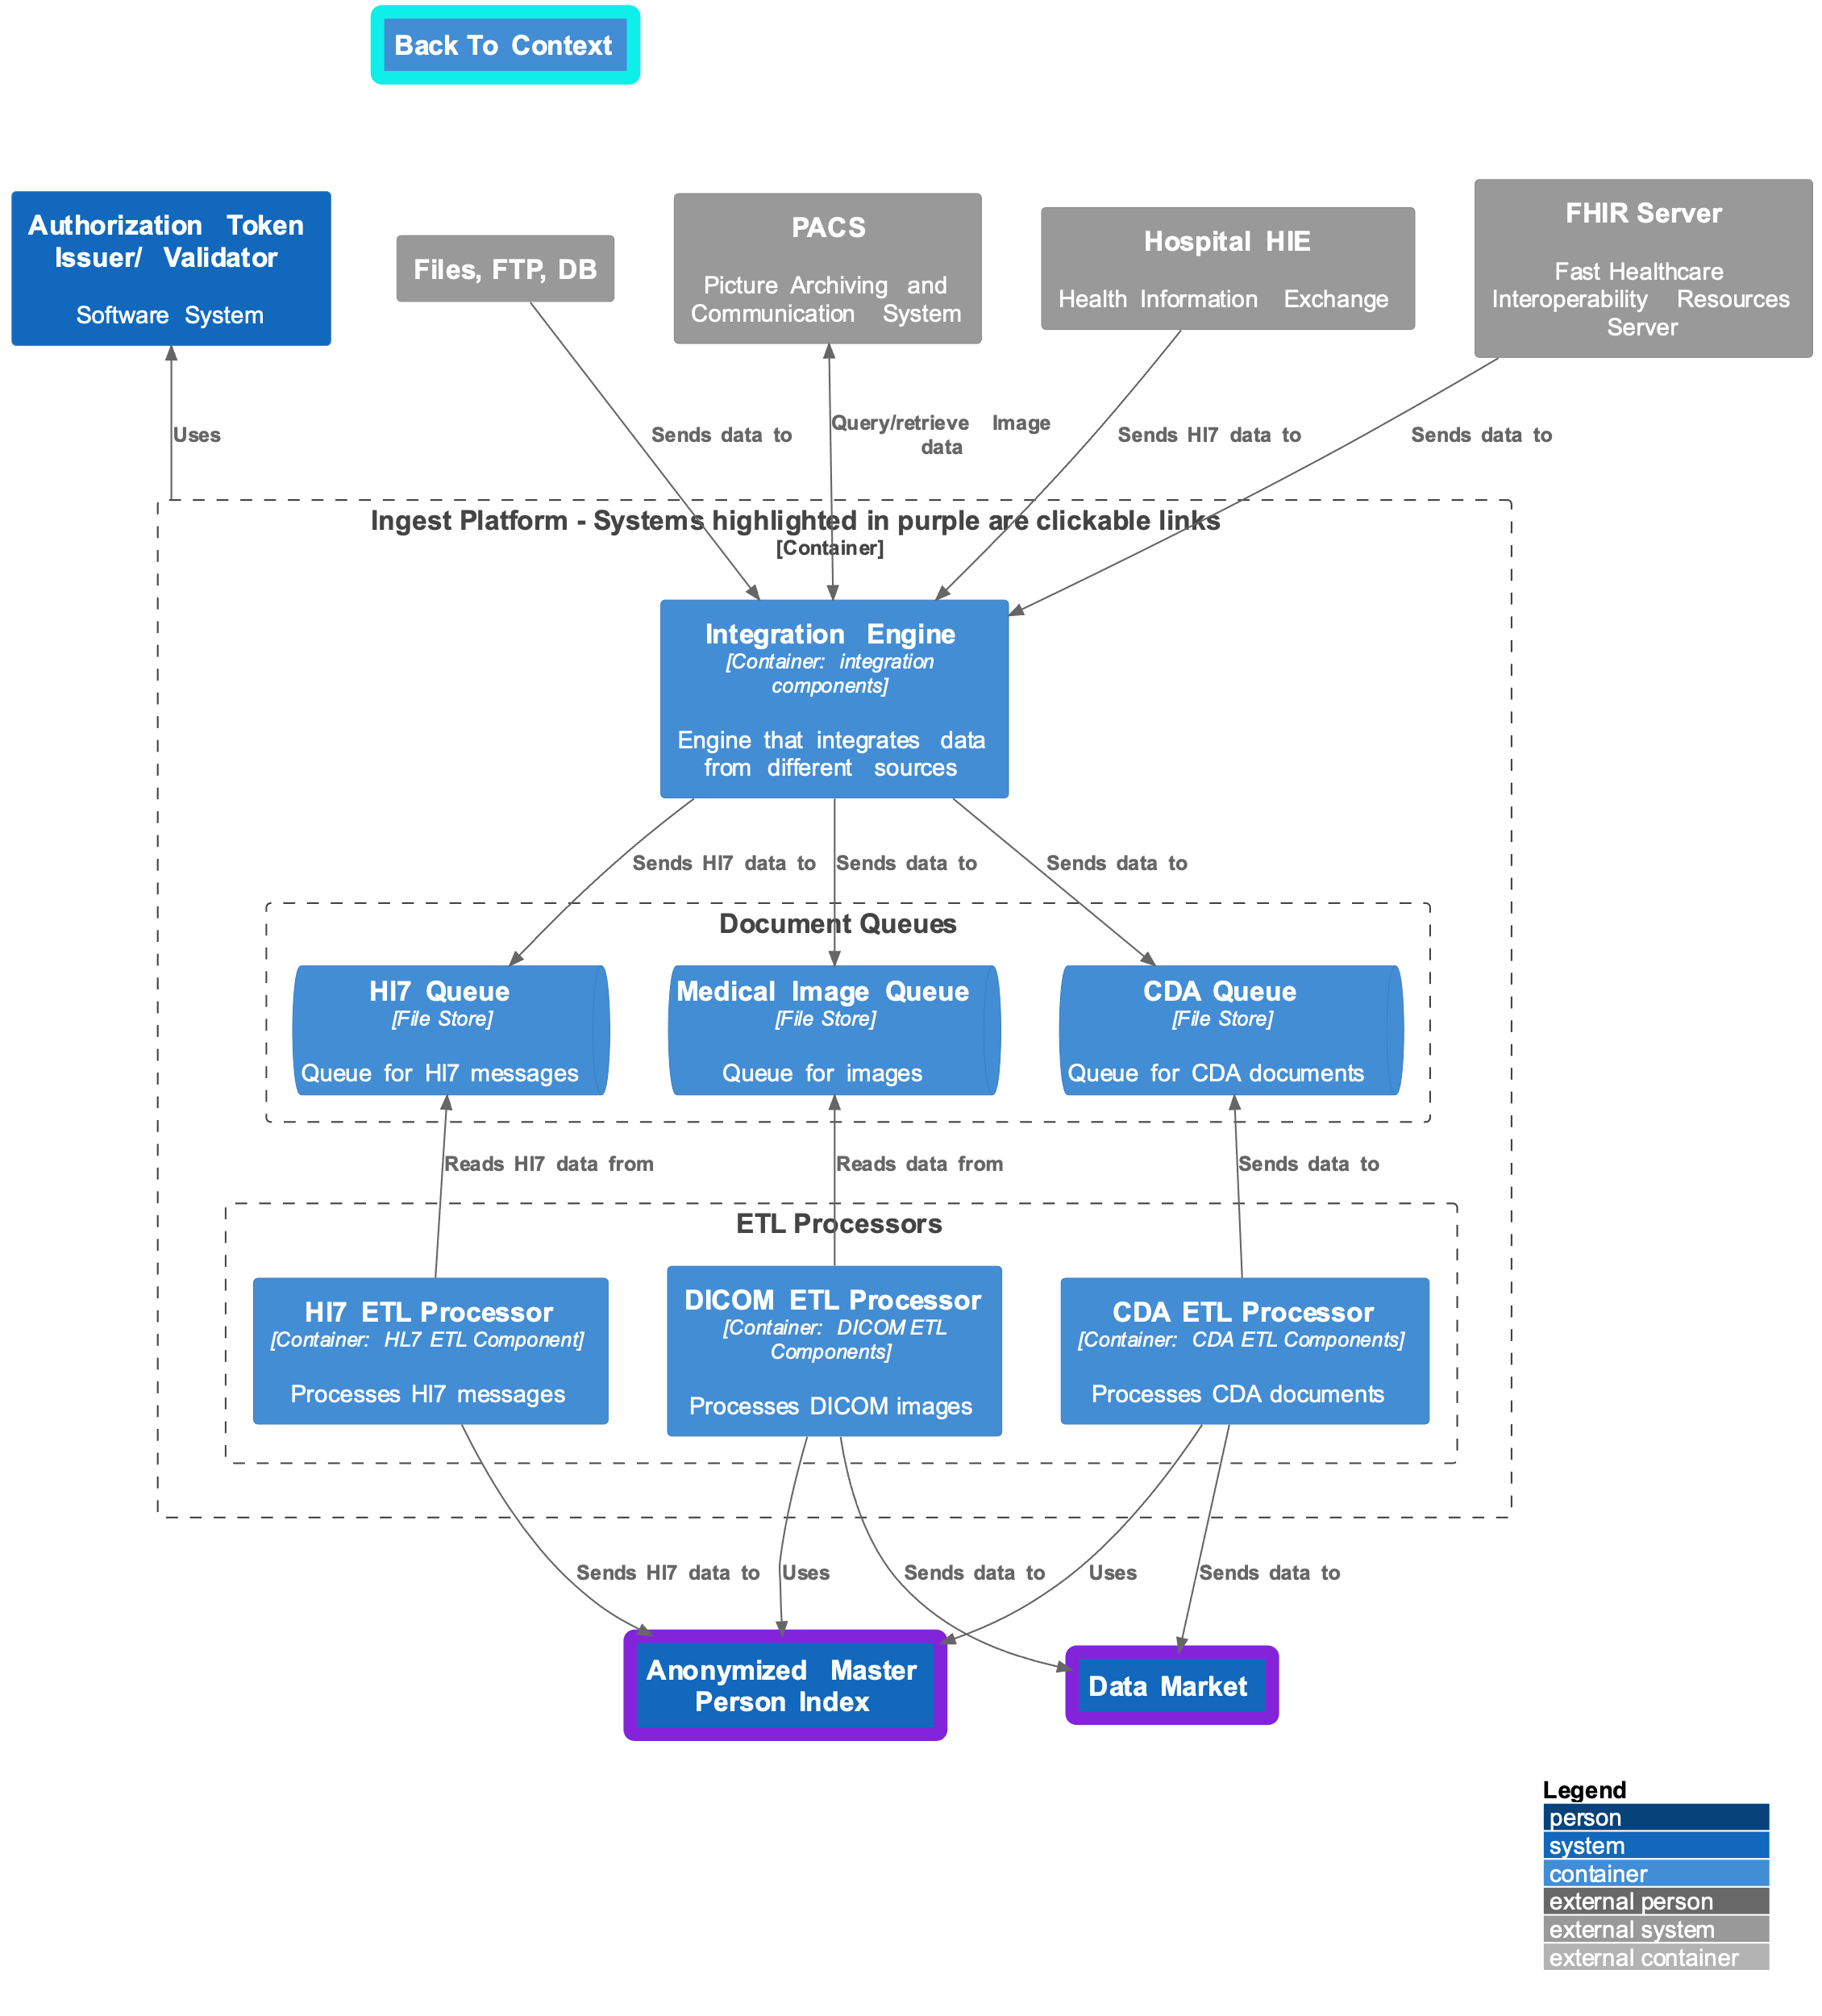 Back To Context
Authorization Token
Issuer/ Validator
Software System
Files, FTP, DB
PACS
Picture Archiving and
Communication System
Hospital HIE
Health Information Exchange
FHIR Server
Fast Healthcare
Interoperability Resources
Server
Uses
Sends data to
Query/retrieve Image
data
Sends Hl7 data to
Sends data to
Ingest Platform - Systems highlighted in purple are clickable links
[Container]
Integration Engine
[Container: integration
components]
Engine that integrates data
from different sources
Sends Hl7 data to
Sends data to
Sends data to
Document Queues
Hl7 Queue
[File Store]
Queue for Hl7 messages
Medical Image Queue
[File Store]
Queue for images
CDA Queue
[File Store]
Queue for CDA documents
Reads Hl7 data from
Reads data from
Sends data to
ETL Processors
Hl7 ETL Processor
[Container: HL7 ETL Component]
Processes Hl7 messages
DICOM ETL Processor
[Container: DICOM ETL
Components]
Processes DICOM images
CDA ETL Processor
[Container: CDA ETL Components]
Processes CDA documents
Sends Hl7 data to
Uses
Sends data to
Uses
Sends data to
Anonymized Master
Person Index
Data Market
Legend
person
system
container
external person
external system
external container